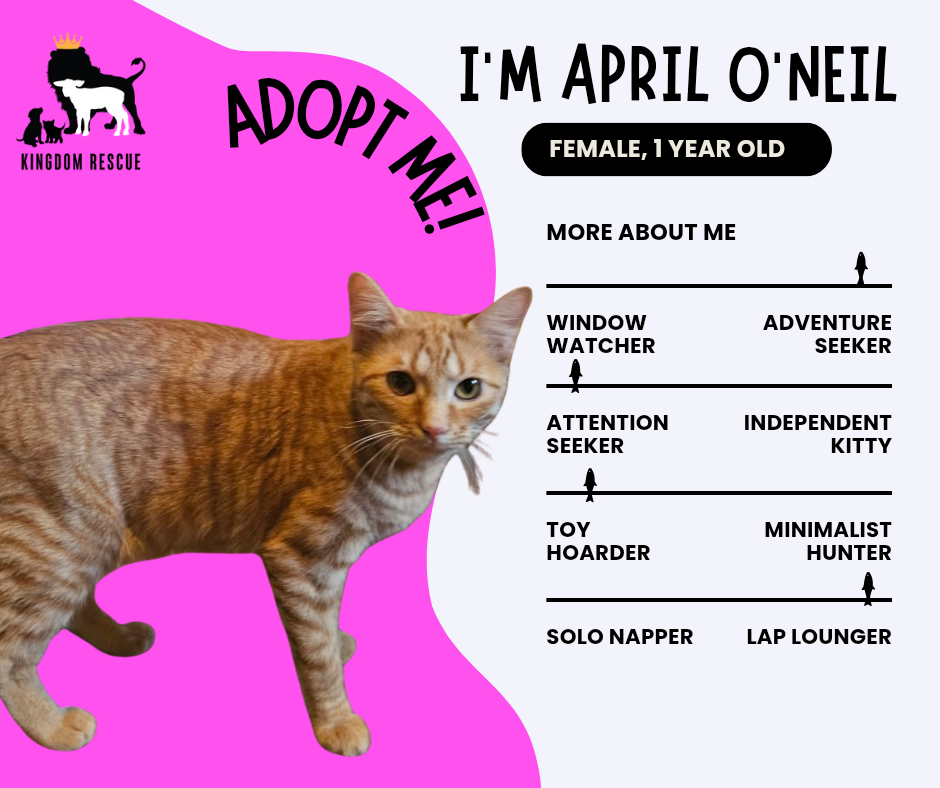 KINGDOM RESCUE
ADOPT ME!
I'M APRIL O'NEIL
FEMALE, 1 YEAR OLD
MORE ABOUT ME
WINDOW
WATCHER
ADVENTURE
SEEKER
ATTENTION
SEEKER
INDEPENDENT
KITTY
TOY
HOARDER
MINIMALIST
HUNTER
SOLO NAPPER
LAP LOUNGER